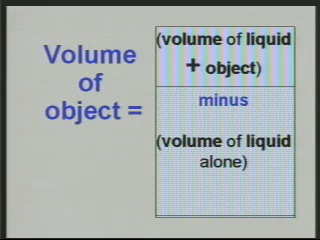 Volume
of
object =
(volume of liquid
+ object)
minus
(volume of liquid
alone)